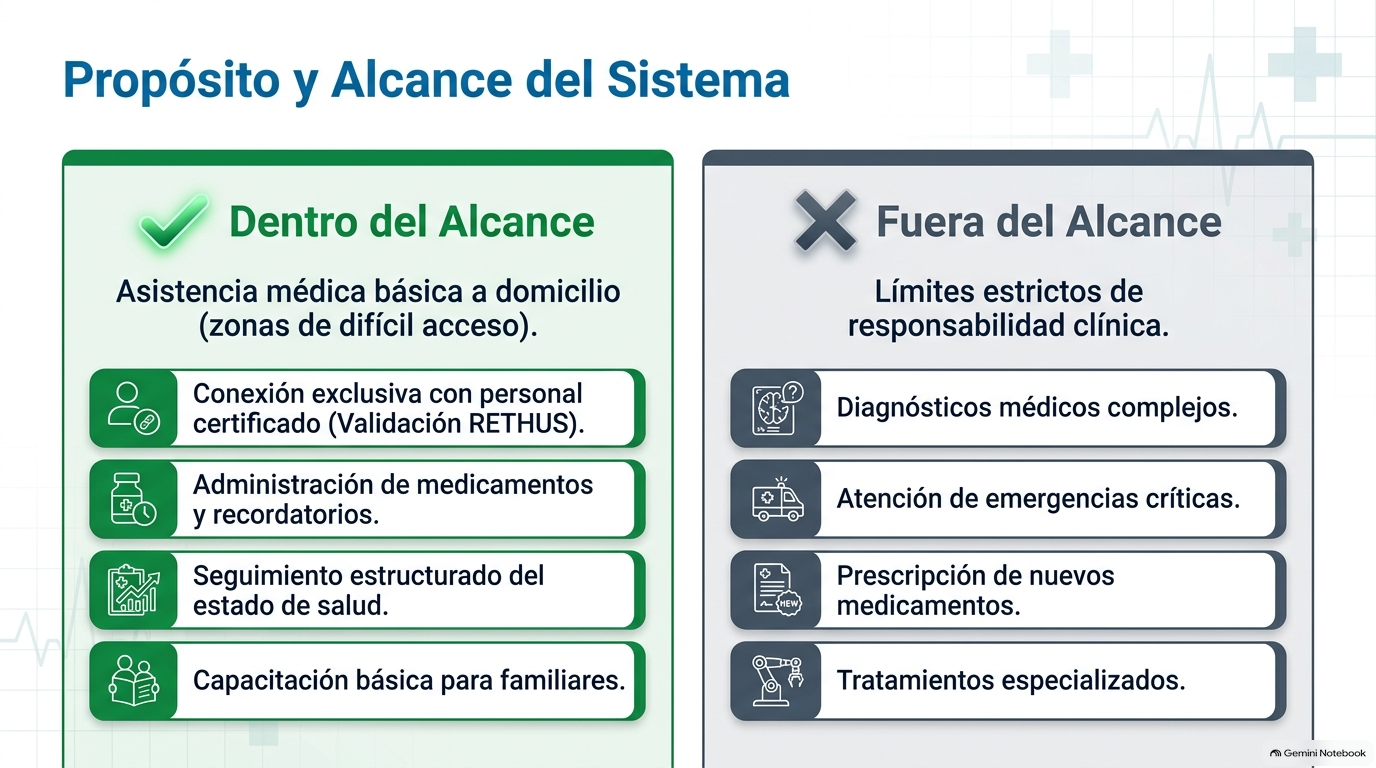 Propósito y Alcance del Sistema
Dentro del Alcance
Asistencia médica básica a domicilio
(zonas de difícil acceso).
Conexión exclusiva con personal
certificado (Validación RETHUS).
Administración de medicamentos
y recordatorios.
Seguimiento estructurado del
estado de salud.
Capacitación básica para familiares.
Fuera del Alcance
Límites estrictos de
responsabilidad clínica.
?
Diagnósticos médicos complejos.
Atención de emergencias críticas.
NEW
Prescripción de nuevos
medicamentos.
Tratamientos especializados.
Gemini Notebook